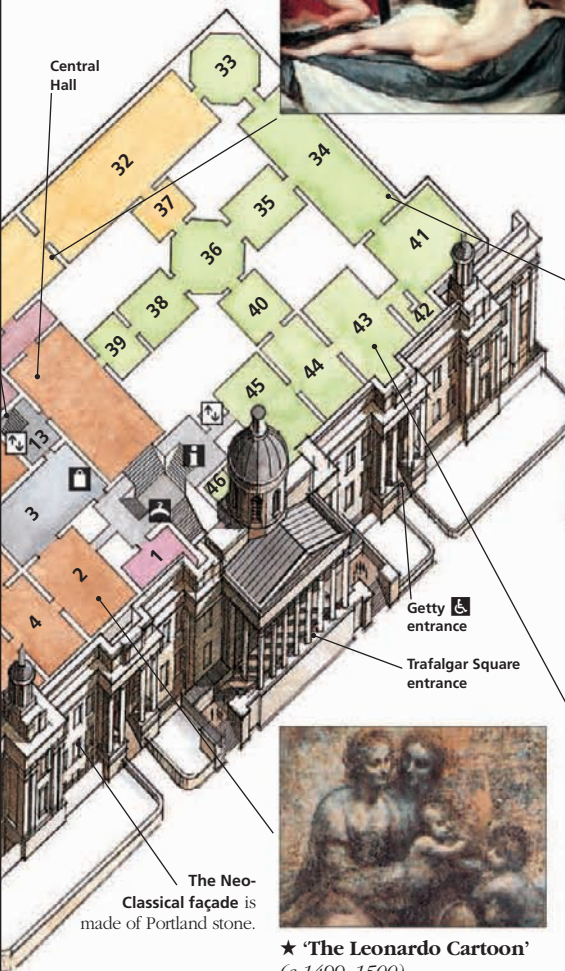 Central
Hall
33
32
34
37
35
36
41
38
40
42
39
43
44
45
13
46
3
1
2
4
Getty
entrance
Trafalgar Square
entrance
The Neo-
Classical façade is
made of Portland stone.
★ ‘The Leonardo Cartoon’
(c.1499–1500)